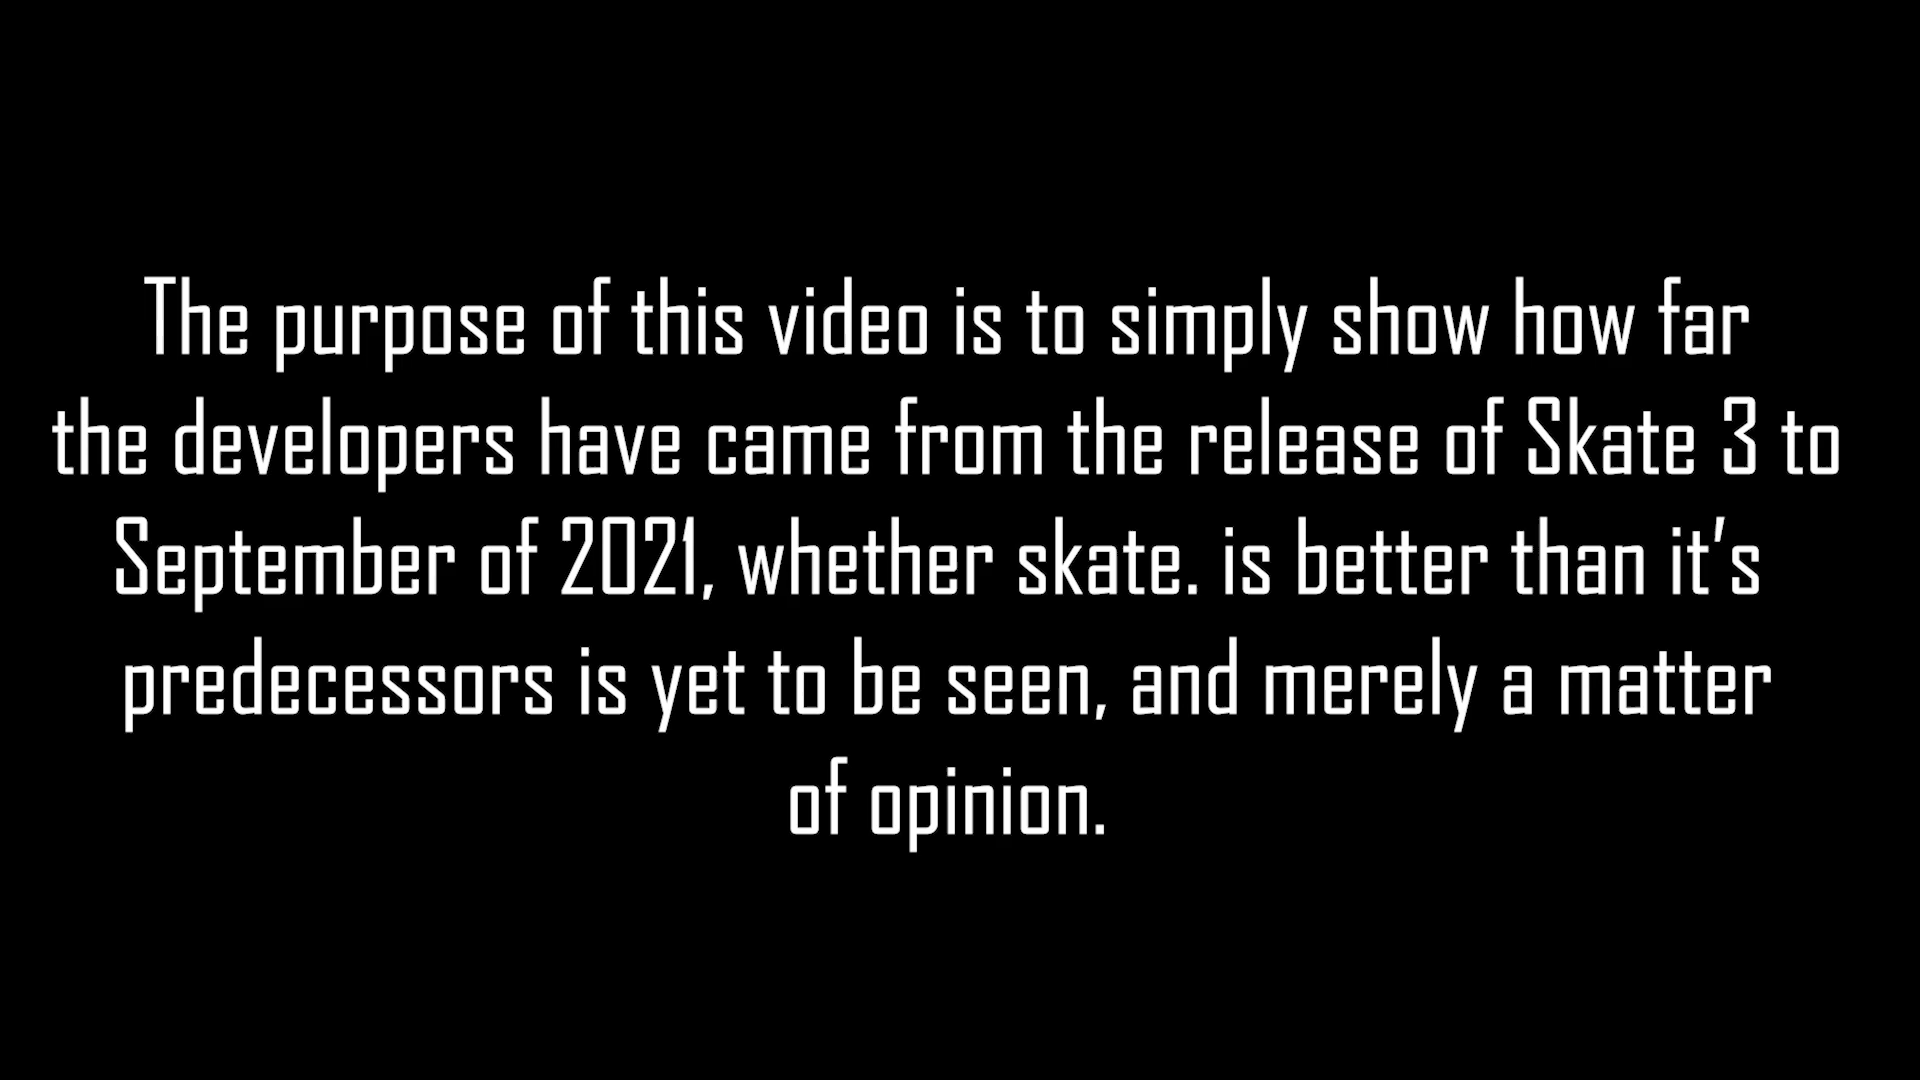 The purpose of this video is to simply show how far
the developers have came from the release of Skate 3 to
September of 2021, whether skate. is better than it's
predecessors is yet to be seen, and merely a matter
of opinion.